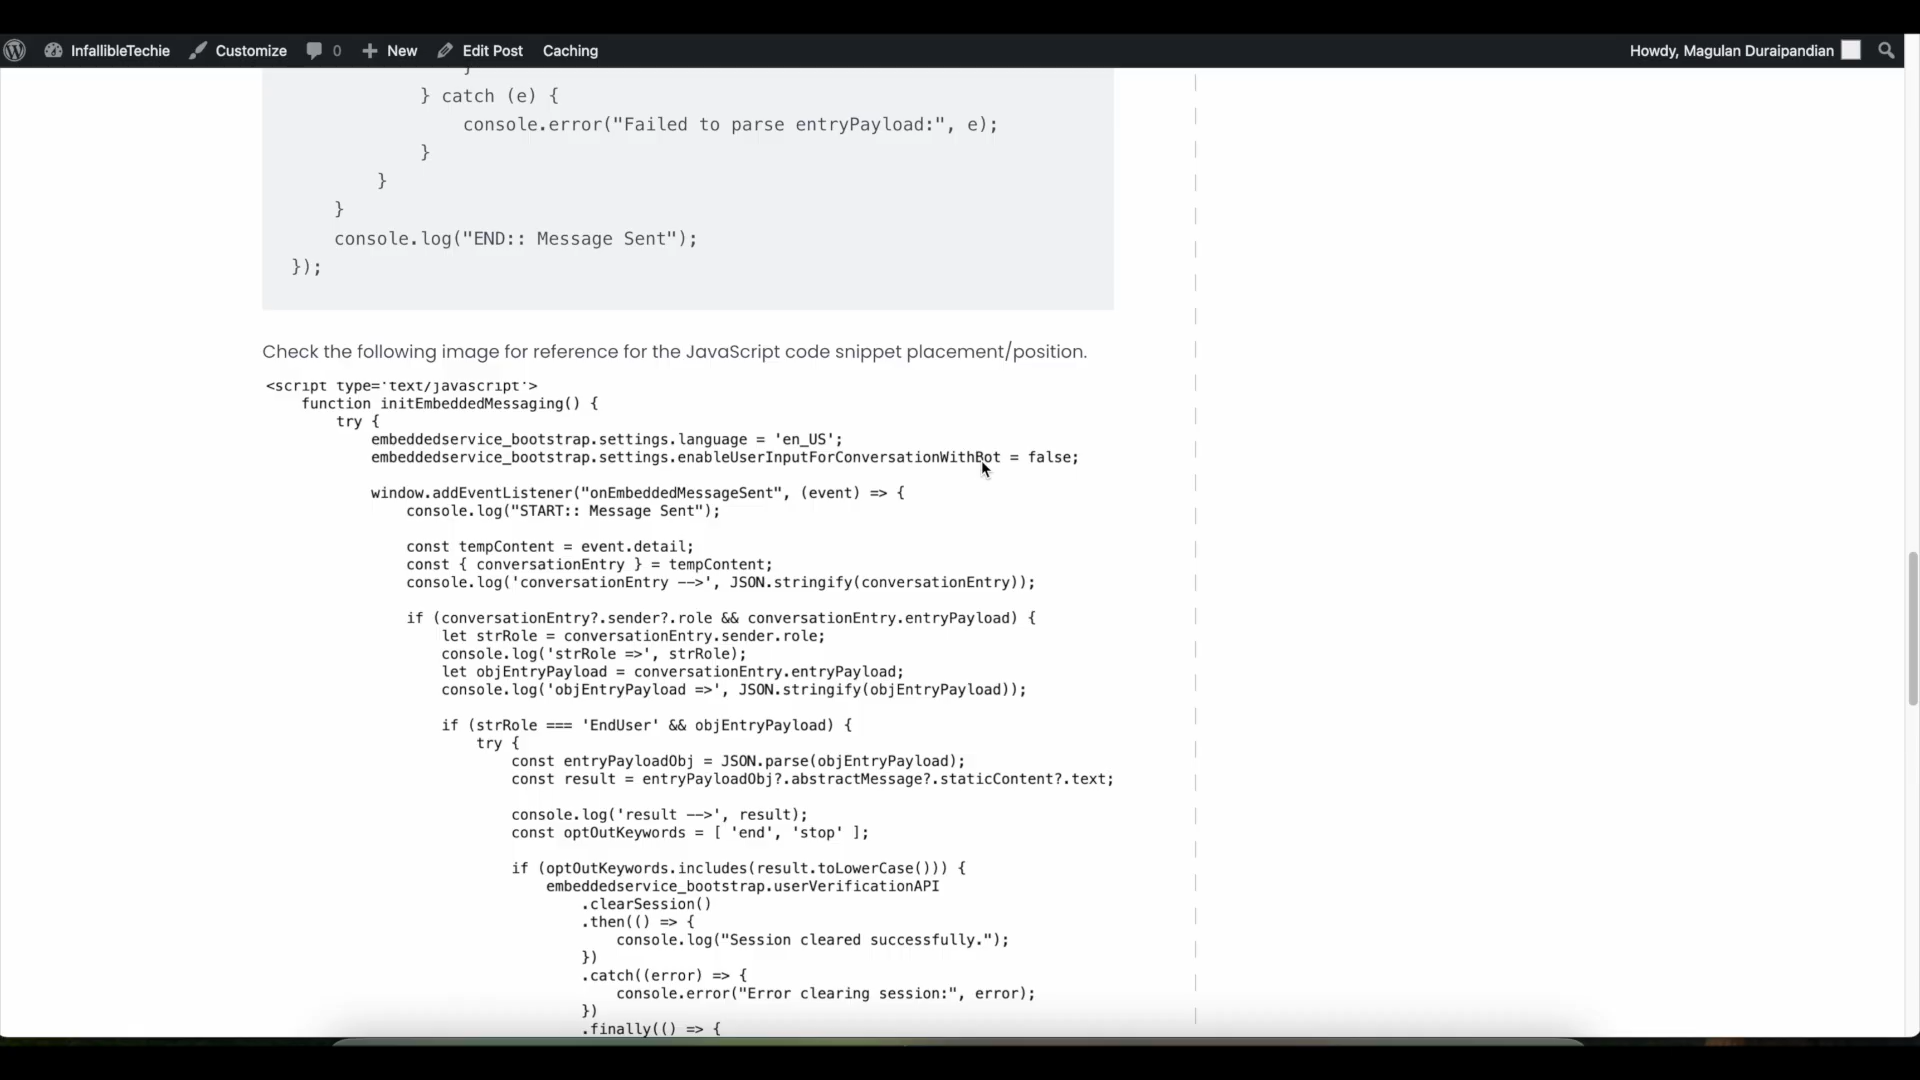 InfallibleTechie Customize 0 New Edit Post Caching Howdy, Magulan Duraipandian
}
} catch (e) {
console.error("Failed to parse entryPayload:", e);
}
}
}
console.log("END:: Message Sent");
});
Check the following image for reference for the JavaScript code snippet placement/position.
<script type='text/javascript'>
function initEmbeddedMessaging() {
try {
embeddedservice_bootstrap.settings.language = 'en_US';
embeddedservice_bootstrap.settings.enableUserInputForConversationWithBot = false;
window.addEventListener("onEmbeddedMessageSent", (event) => {
console.log("START:: Message Sent");
const tempContent = event.detail;
const { conversationEntry } = tempContent;
console.log('conversationEntry -->', JSON.stringify(conversationEntry));
if (conversationEntry?.sender?.role && conversationEntry.entryPayload) {
let strRole = conversationEntry.sender.role;
console.log('strRole =>', strRole);
let objEntryPayload = conversationEntry.entryPayload;
console.log('objEntryPayload =>', JSON.stringify(objEntryPayload));
if (strRole === 'EndUser' && objEntryPayload) {
try {
const entryPayloadObj = JSON.parse(objEntryPayload);
const result = entryPayloadObj?.abstractMessage?.staticContent?.text;
console.log('result -->', result);
const optOutKeywords = [ 'end', 'stop' ];
if (optOutKeywords.includes(result.toLowerCase())) {
embeddedservice_bootstrap.userVerificationAPI
.clearSession()
.then(() => {
console.log("Session cleared successfully.");
})
.catch((error) => {
console.error("Error clearing session:", error);
})
.finally(() => {